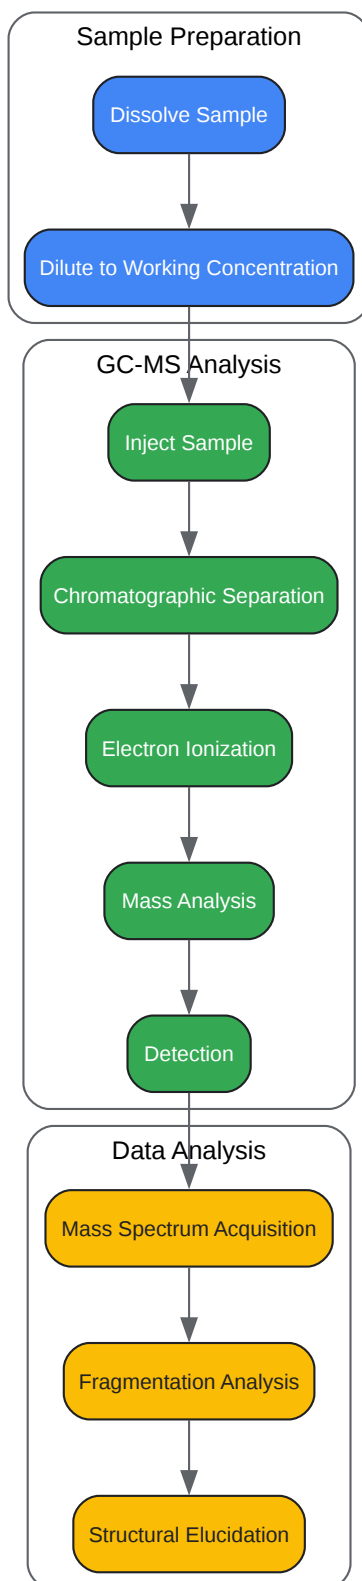 Sample Preparation
Dissolve Sample
Dilute to Working Concentration
GC-MS Analysis
Inject Sample
Chromatographic Separation
Electron Ionization
Mass Analysis
Detection
Data Analysis
Mass Spectrum Acquisition
Fragmentation Analysis
Structural Elucidation